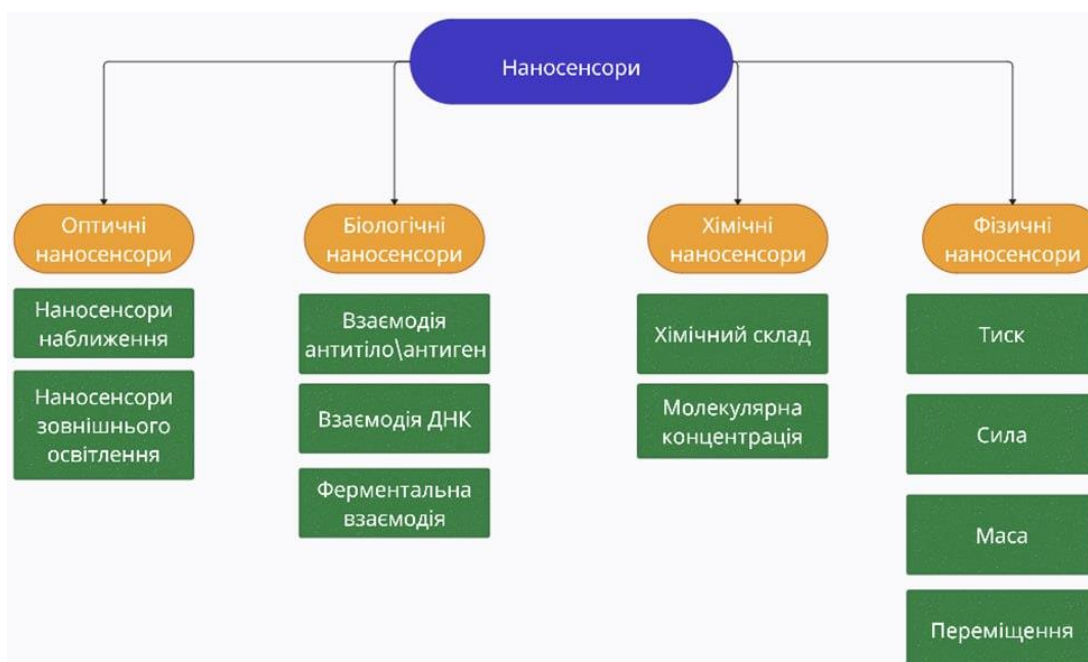 Наносенсори
Оптичні
наносенсори
Наносенсори
наближення
Наносенсори
зовнішнього
освітлення
Біологічні
наносенсори
Взаємодія
антитіло\антиген
Взаємодія ДНК
Ферментальна
взаємодія
Хімічні
наносенсори
Хімічний склад
Молекулярна
концентрація
Фізичні
наносенсори
Тиск
Сила
Маса
Переміщення